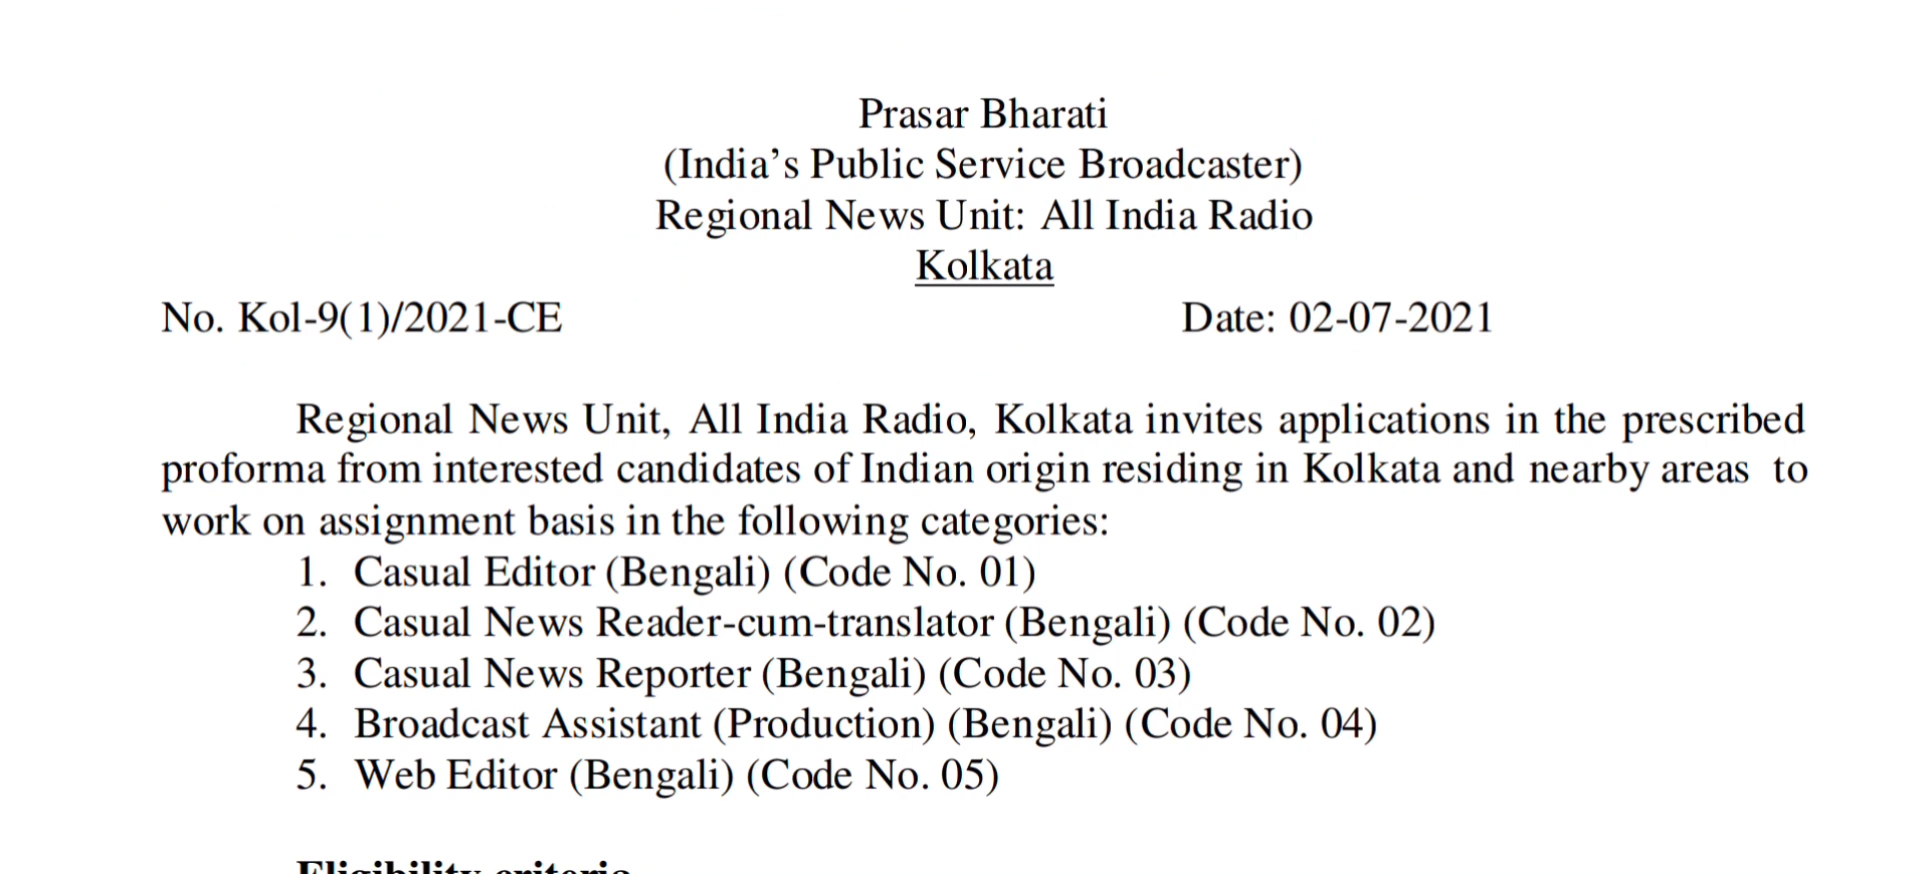 Prasar Bharati
(India’s Public Service Broadcaster)
Regional News Unit: All India Radio
Kolkata
No. Kol-9(1)/2021-CE Date: 02-07-2021
Regional News Unit, All India Radio, Kolkata invites applications in the prescribed
proforma from interested candidates of Indian origin residing in Kolkata and nearby areas to
work on assignment basis in the following categories:
1. Casual Editor (Bengali) (Code No. 01)
2. Casual News Reader-cum-translator (Bengali) (Code No. 02)
3. Casual News Reporter (Bengali) (Code No. 03)
4. Broadcast Assistant (Production) (Bengali) (Code No. 04)
5. Web Editor (Bengali) (Code No. 05)
Eligibility criteria